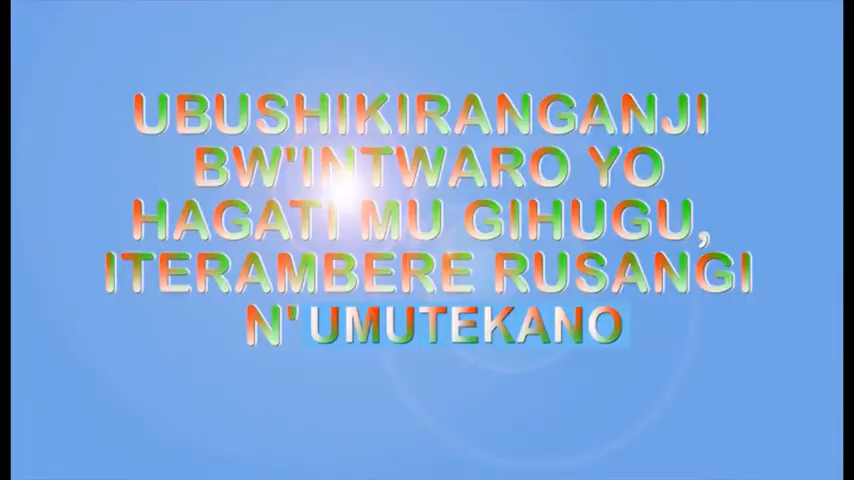 UBUSHIKIRANGANJI
BW'INTWARO YO
HAGATI MU GIHUGU,
ITERAMBERE RUSANGI
N' UMUTEKANO